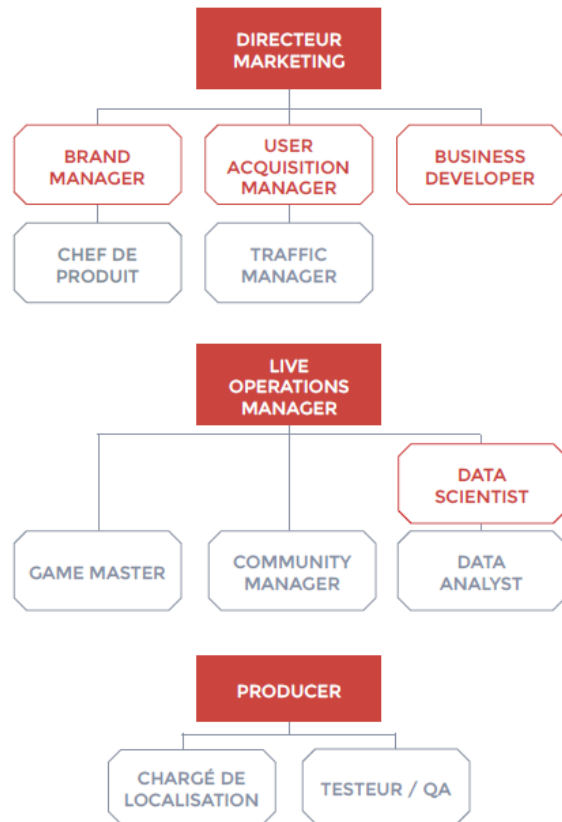 DIRECTEUR
MARKETING
BRAND
MANAGER
USER
ACQUISITION
MANAGER
BUSINESS
DEVELOPER
CHEF DE
PRODUIT
TRAFFIC
MANAGER
LIVE
OPERATIONS
MANAGER
DATA
SCIENTIST
GAME MASTER
COMMUNITY
MANAGER
DATA
ANALYST
PRODUCER
CHARGÉ DE
LOCALISATION
TESTEUR / QA